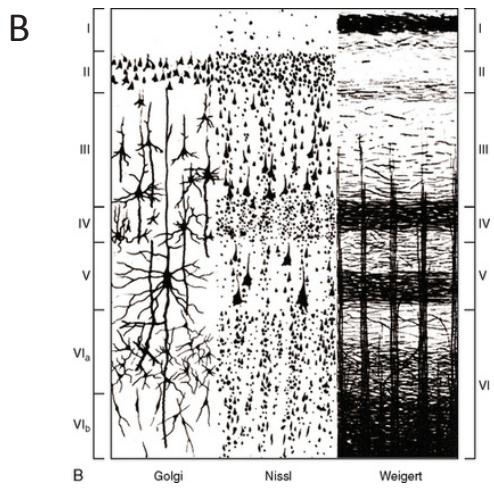 B
I I
II II
III III
IV IV
V V
VIa
VI
VIb
B Golgi Nissl Weigert